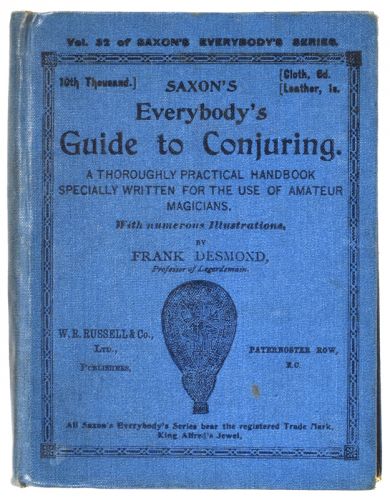 Vol. 32 of SAXON'S EVERYBODY'S SERIES.
10th Thousand.] [Cloth, 6d.
[Leather, 1s.
SAXON'S
Everybody's
Guide to Conjuring.
A THOROUGHLY PRACTICAL HANDBOOK
SPECIALLY WRITTEN FOR THE USE OF AMATEUR
MAGICIANS.
With numerous Illustrations,
BY
FRANK DESMOND,
Professor of Legerdemain.
W. R. RUSSELL & Co.,
LTD.,
PUBLISHERS,
PATERNOSTER ROW,
E.C.
All Saxon's Everybody's Series bear the registered Trade Mark,
King Alfred's Jewel.